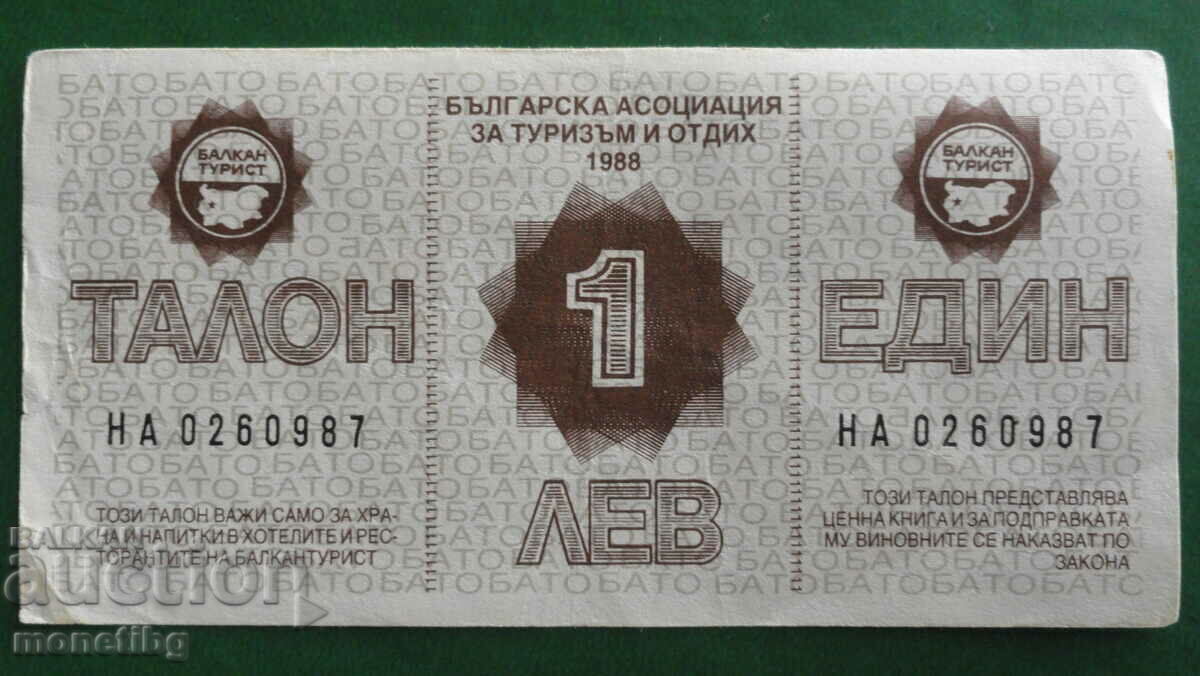 БЪЛГАРСКА АСОЦИАЦИЯ
ЗА ТУРИЗЪМ И ОТДИХ
1988
БАЛКАН
ТУРИСТ
БАЛКАН
ТУРИСТ
ТАЛОН
1
ЕДИН
НА 0260987
НА 0260987
ЛЕВ
ТОЗИ ТАЛОН ВАЖИ САМО ЗА ХРА-
НА И НАПИТКИ В ХОТЕЛИТЕ И РЕС-
ТОРАНТИТЕ НА БАЛКАНТУРИСТ
ТОЗИ ТАЛОН ПРЕДСТАВЛЯВА
ЦЕННА КНИГА И ЗА ПОДПРАВКАТА
МУ ВИНОВНИТЕ СЕ НАКАЗВАТ ПО
ЗАКОНА
BALKAN
auction
monetibg